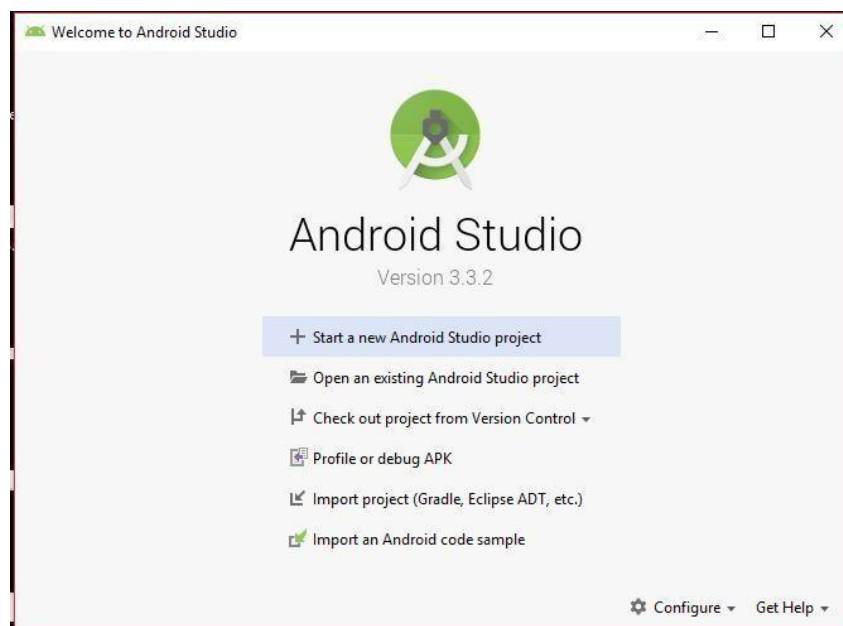 Welcome to Android Studio
Android Studio
Version 3.3.2
Start a new Android Studio project
Open an existing Android Studio project
Check out project from Version Control
Profile or debug APK
Import project (Gradle, Eclipse ADT, etc.)
Import an Android code sample
Configure Get Help